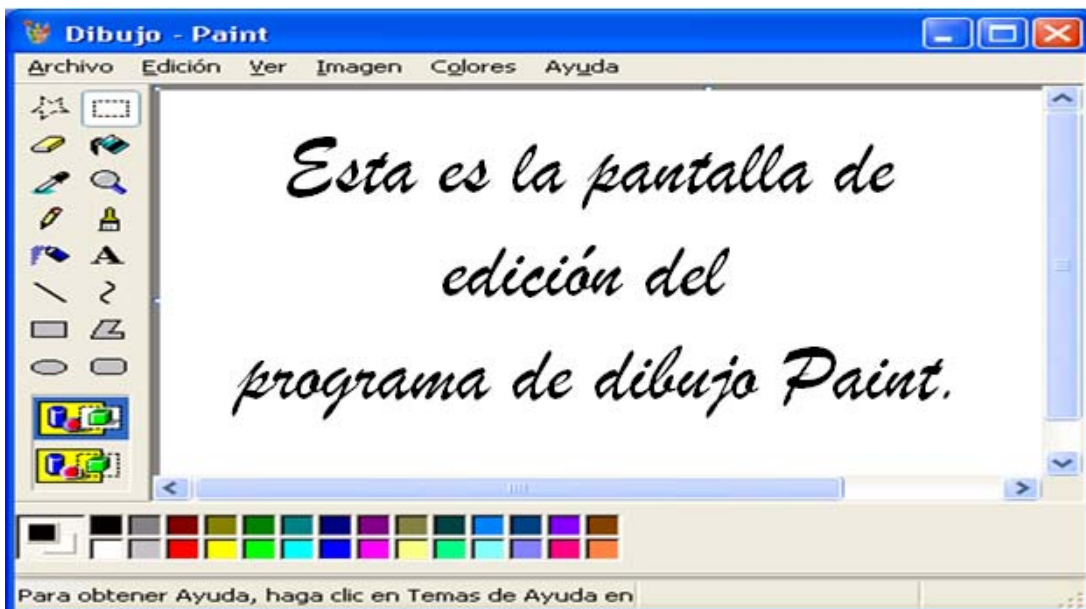 Dibujo - Paint
Archivo Edición Ver Imagen Colores Ayuda
A
Esta es la pantalla de
edición del
programa de dibujo Paint.
Para obtener Ayuda, haga clic en Temas de Ayuda en